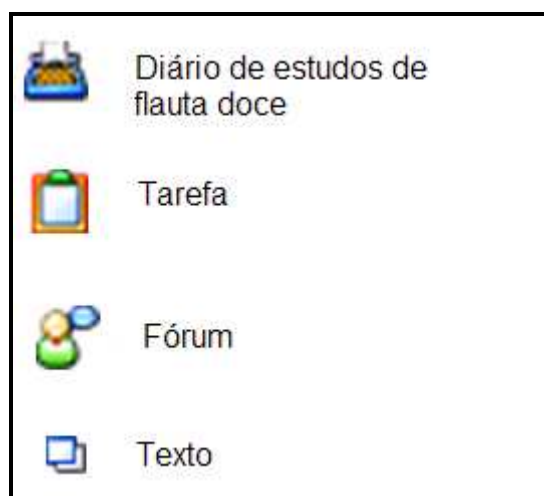 Diário de estudos de
flauta doce
Tarefa
Fórum
Texto